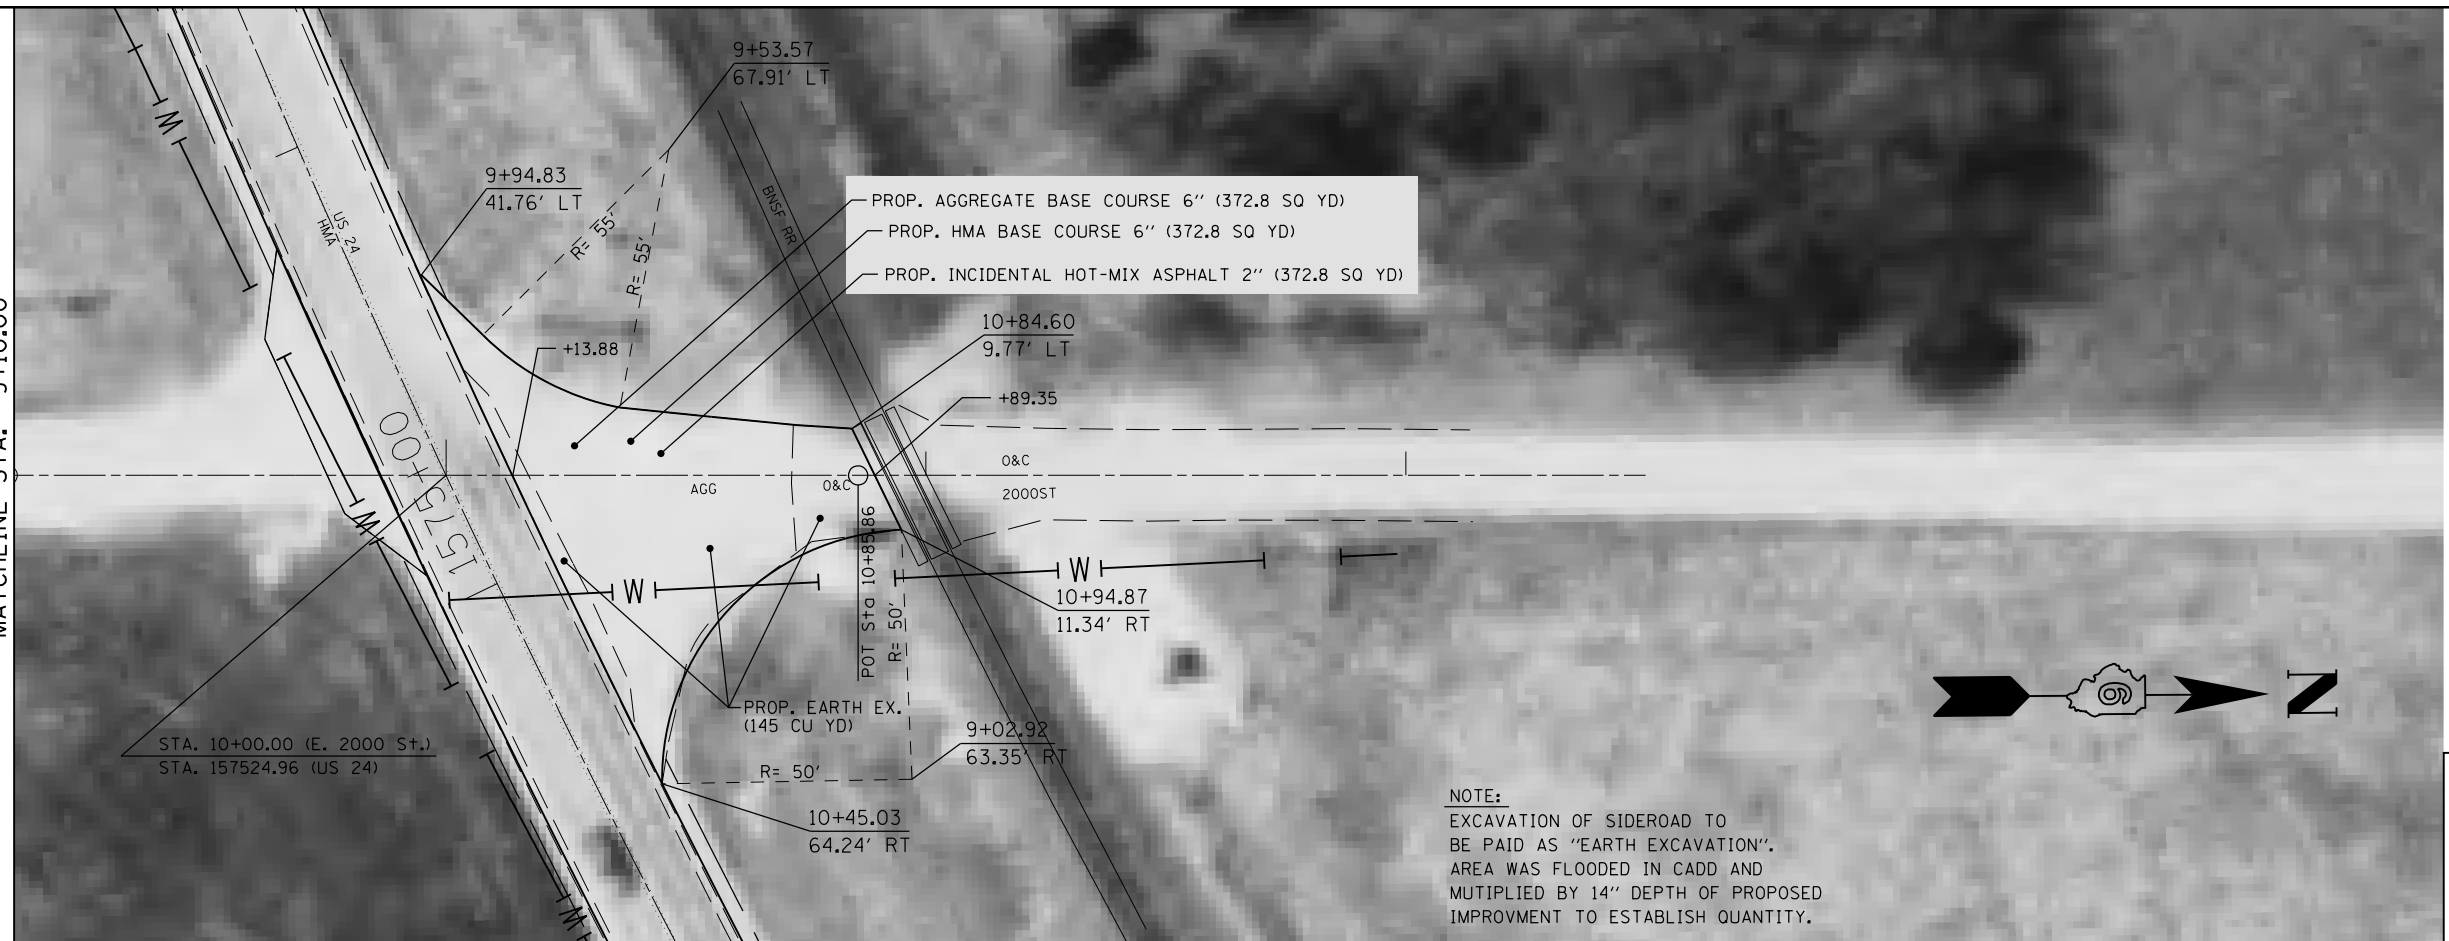 9+53.57
67.91' LT
9+94.83
41.76' LT
R= 55'
R= 55'
US 24
HMA
BNSF RR
PROP. AGGREGATE BASE COURSE 6" (372.8 SQ YD)
PROP. HMA BASE COURSE 6" (372.8 SQ YD)
PROP. INCIDENTAL HOT-MIX ASPHALT 2" (372.8 SQ YD)
10+84.60
9.77' LT
+13.88
+89.35
M
M
M
1575+00
AGG
O&C
O&C
2000ST
POT Sta 10+85.86
W
W
R= 50'
10+94.87
11.34' RT
PROP. EARTH EX.
(145 CU YD)
9+02.92
63.35' RT
R= 50'
STA. 10+00.00 (E. 2000 St.)
STA. 157524.96 (US 24)
10+45.03
64.24' RT
9
N
NOTE:
EXCAVATION OF SIDEROAD TO
BE PAID AS "EARTH EXCAVATION".
AREA WAS FLOODED IN CADD AND
MUTIPLIED BY 14" DEPTH OF PROPOSED
IMPROVMENT TO ESTABLISH QUANTITY.